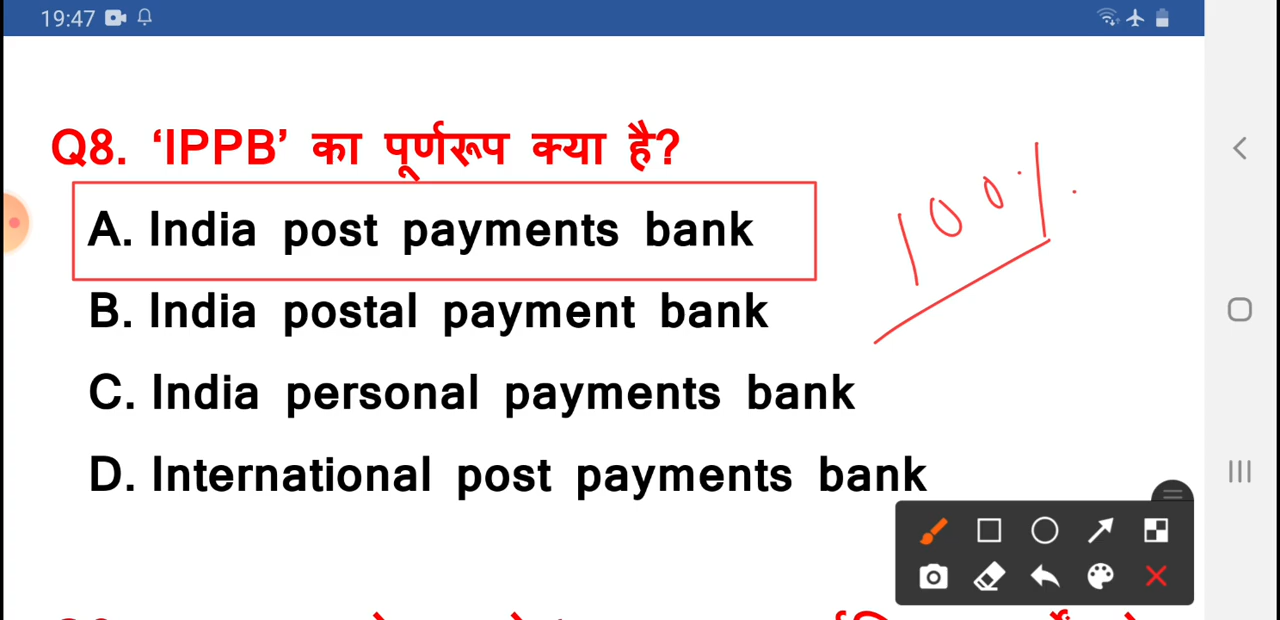 19:47
Q8. ‘IPPB’ का पूर्णरूप क्या है?
A. India post payments bank
100%.
B. India postal payment bank
C. India personal payments bank
D. International post payments bank